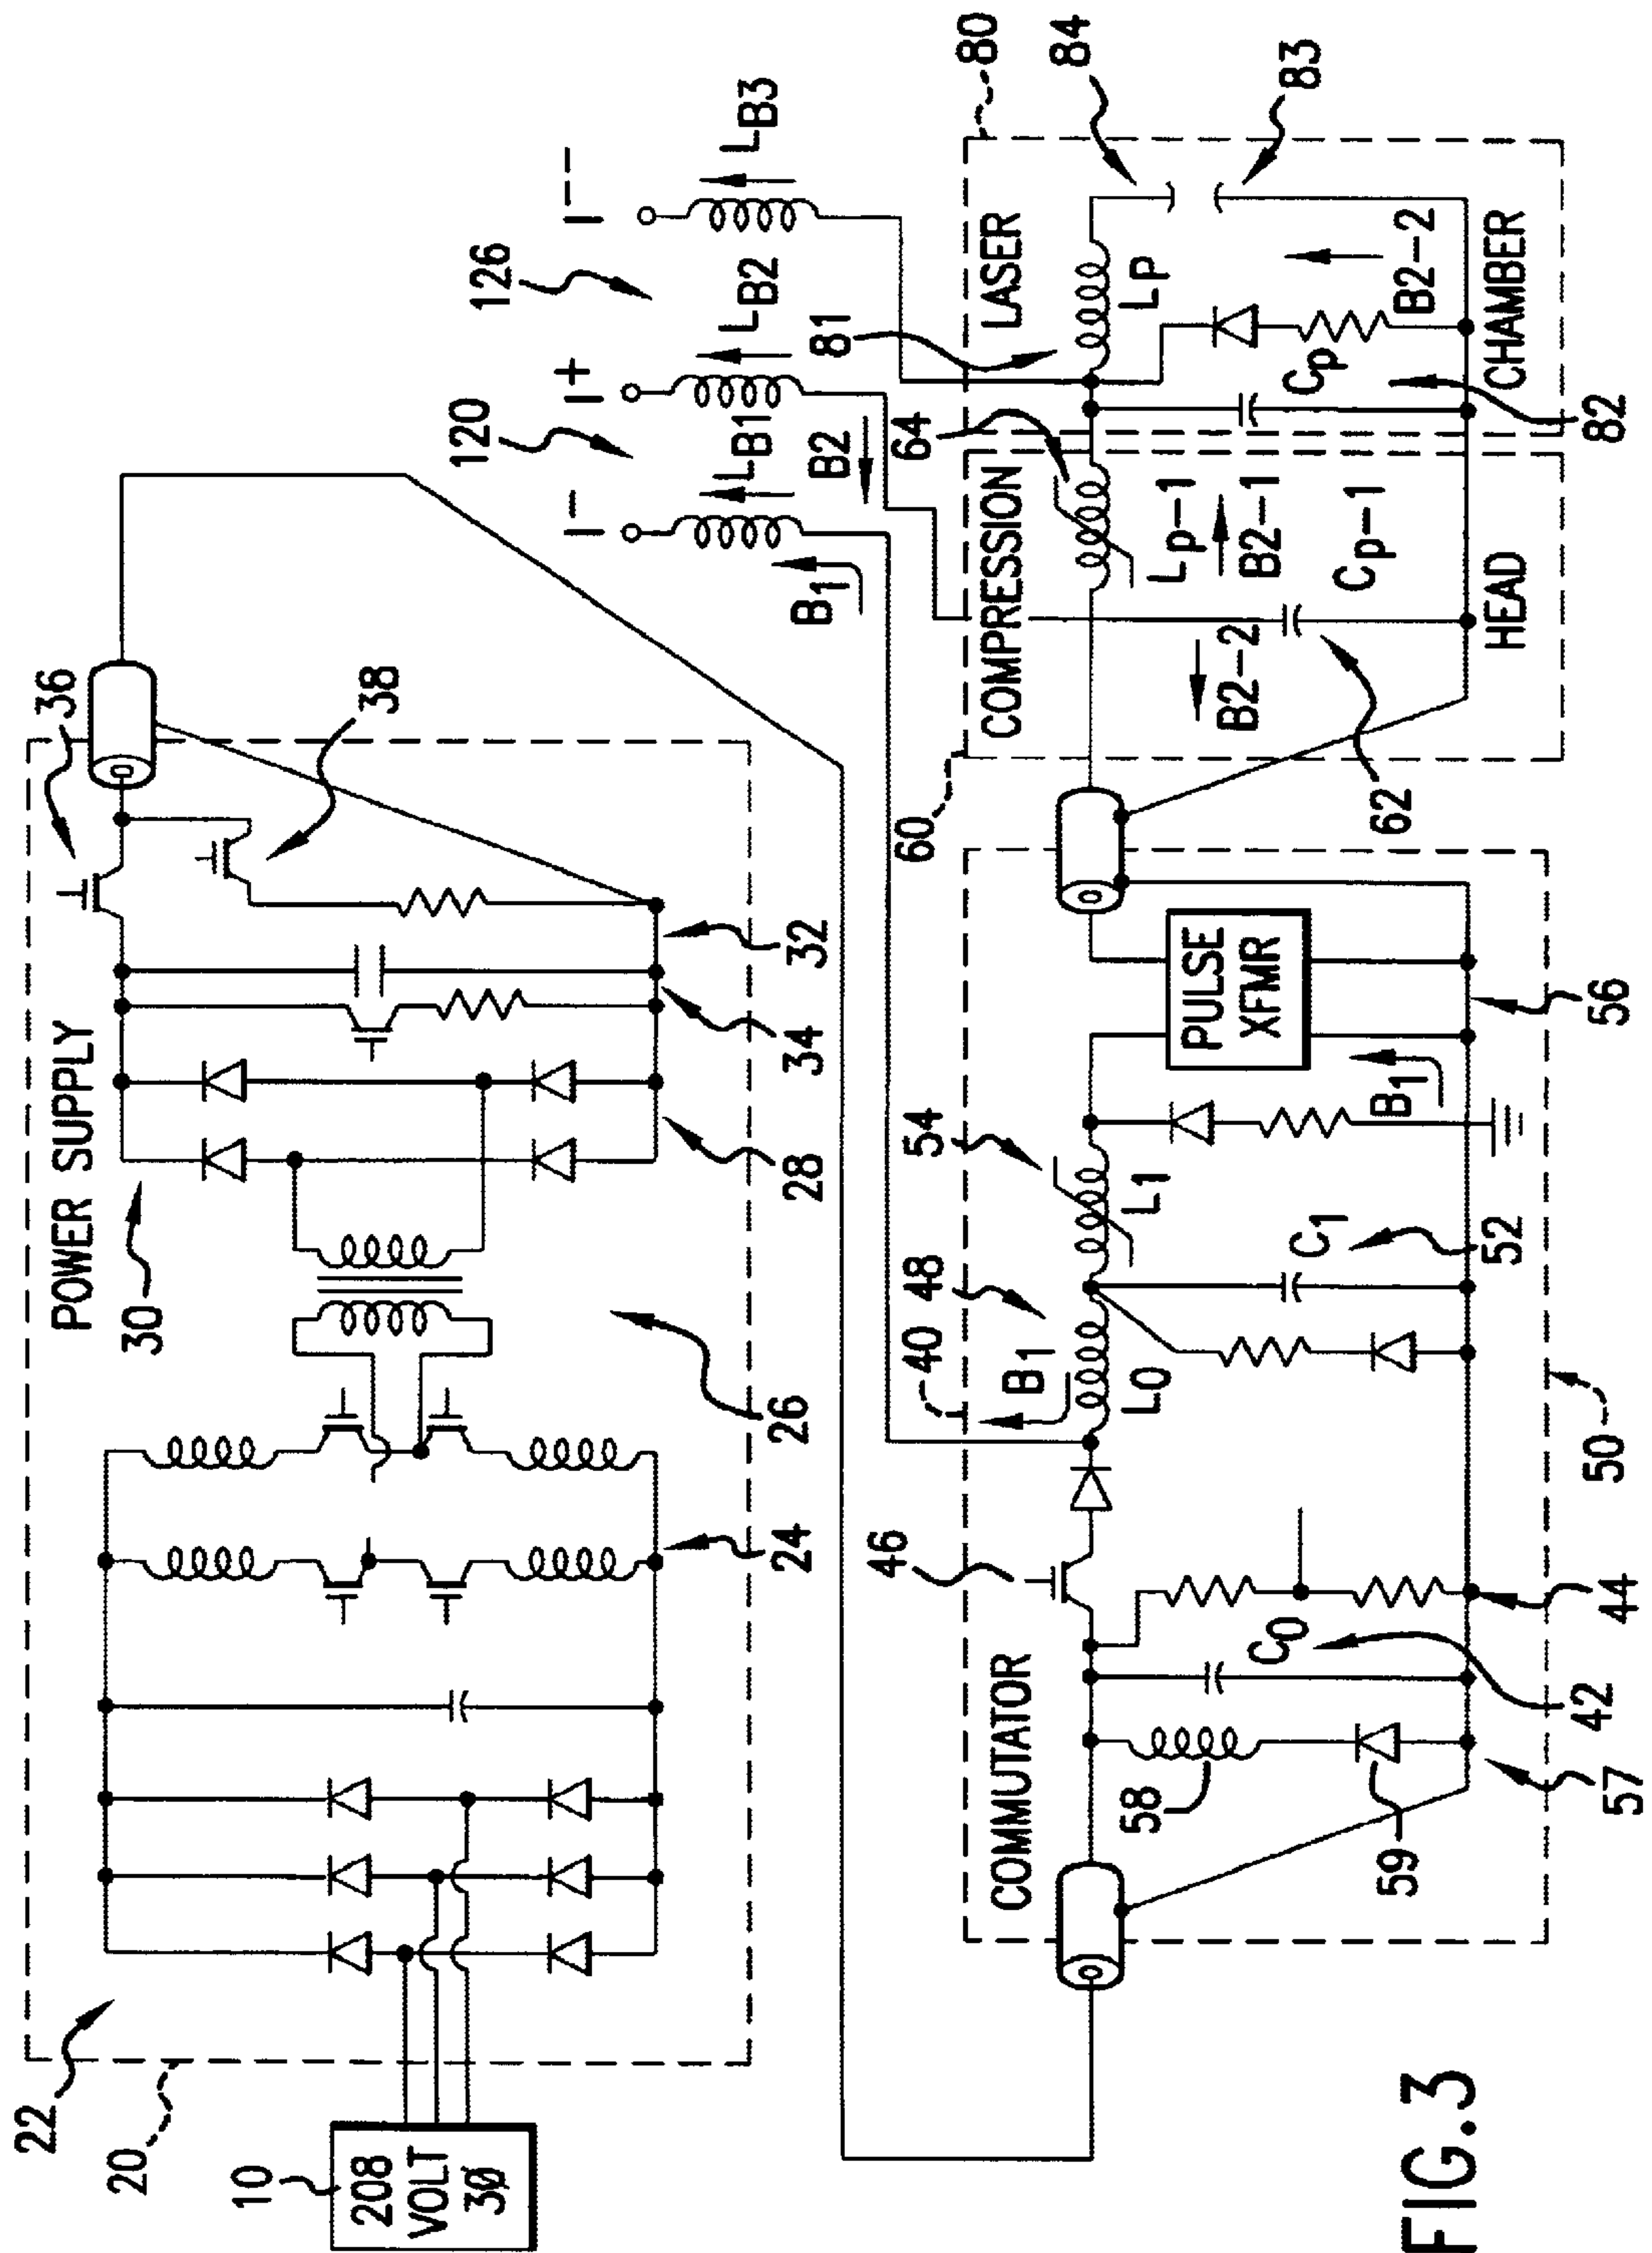 22
20
10
208
VOLT
3Ø
POWER SUPPLY
30
36
38
24
26
28
34
32
120
126
I-
I+
I--
LB1
LB2
LB3
B1
B2
COMMUTATOR
46
40
48
54
B1
L0
L1
C0
C1
58
59
57
42
44
50
52
B1
PULSE
XFMR
56
60
COMPRESSION
HEAD
64
Lp-1
B2-1
B2-2
Cp-1
62
80
LASER
CHAMBER
81
84
83
LP
Cp
B2-2
82
FIG.3